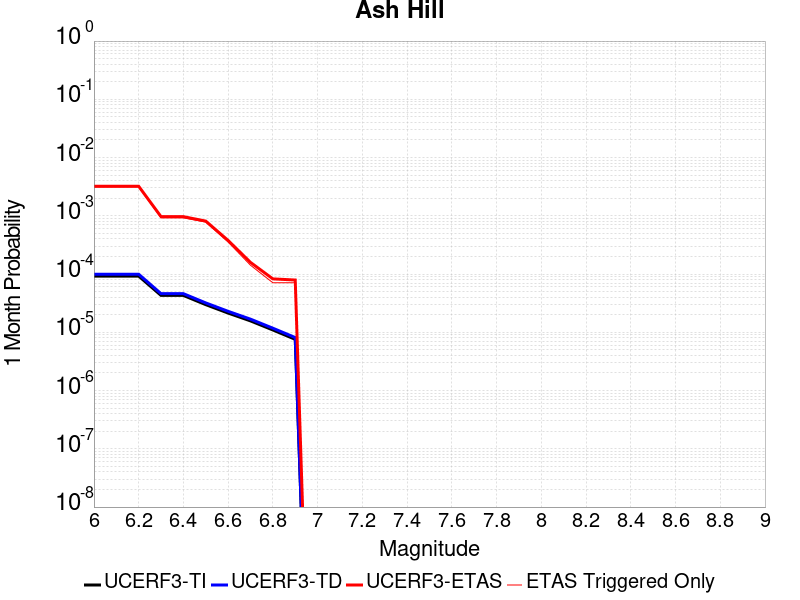 Ash Hill
10^0
10^-1
10^-2
10^-3
10^-4
10^-5
10^-6
10^-7
10^-8
1 Month Probability
6 6.2 6.4 6.6 6.8 7 7.2 7.4 7.6 7.8 8 8.2 8.4 8.6 8.8 9
Magnitude
UCERF3-TI UCERF3-TD UCERF3-ETAS ETAS Triggered Only